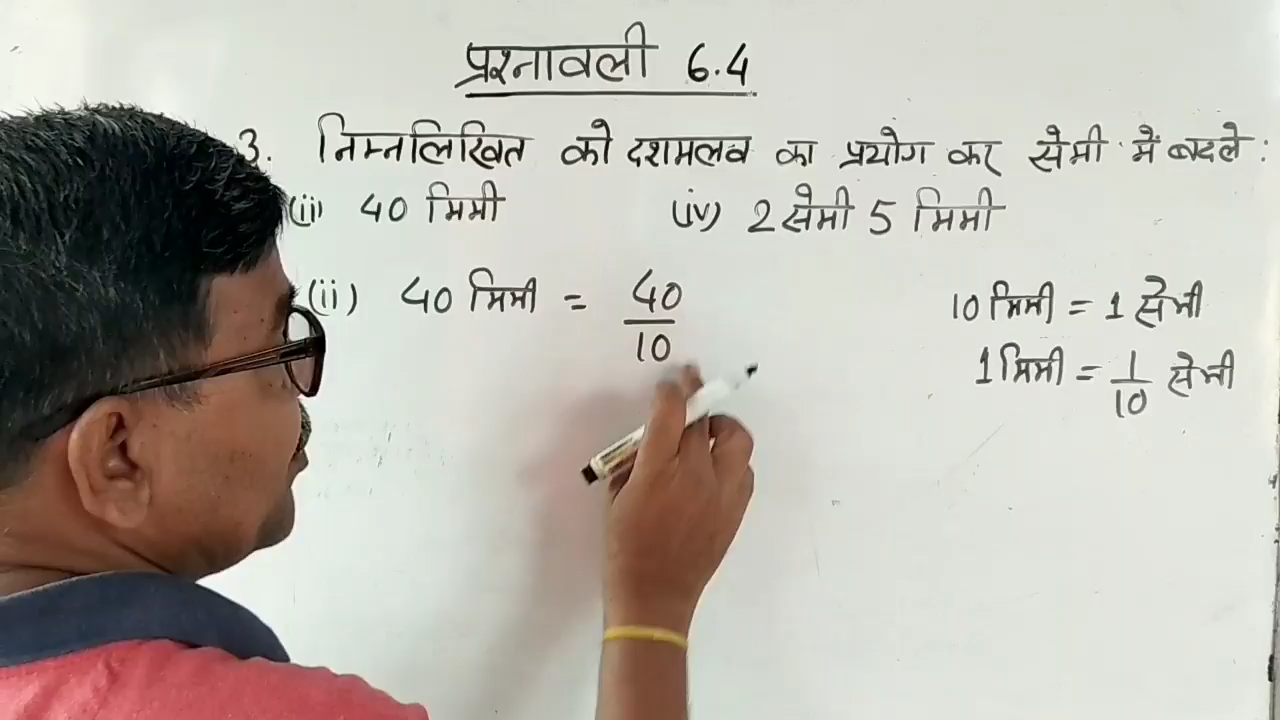 प्रश्नावली 6.4
3. निम्नलिखित को दशमलव का प्रयोग कर सेमी में बदले :
(ii) 40 मिमी (iv) 2 सेमी 5 मिमी
(ii) 40 मिमी = 40/10
10 मिमी = 1 सेमी
1 मिमी = 1/10 सेमी